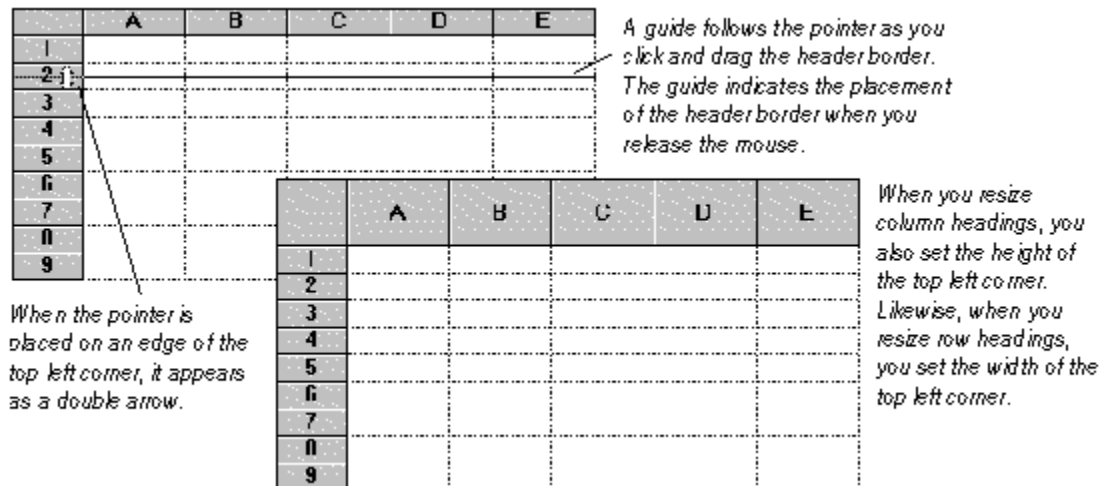 A B C D E
1
2
3
4
5
6
7
8
9
A guide follows the pointer as you
click and drag the header border.
The guide indicates the placement
of the header border when you
release the mouse.
When the pointer is
placed on an edge of the
top left corner, it appears
as a double arrow.
A B C D E
1
2
3
4
5
6
7
8
9
When you resize
column headings, you
also set the height of
the top left corner.
Likewise, when you
resize row headings,
you set the width of the
top left corner.